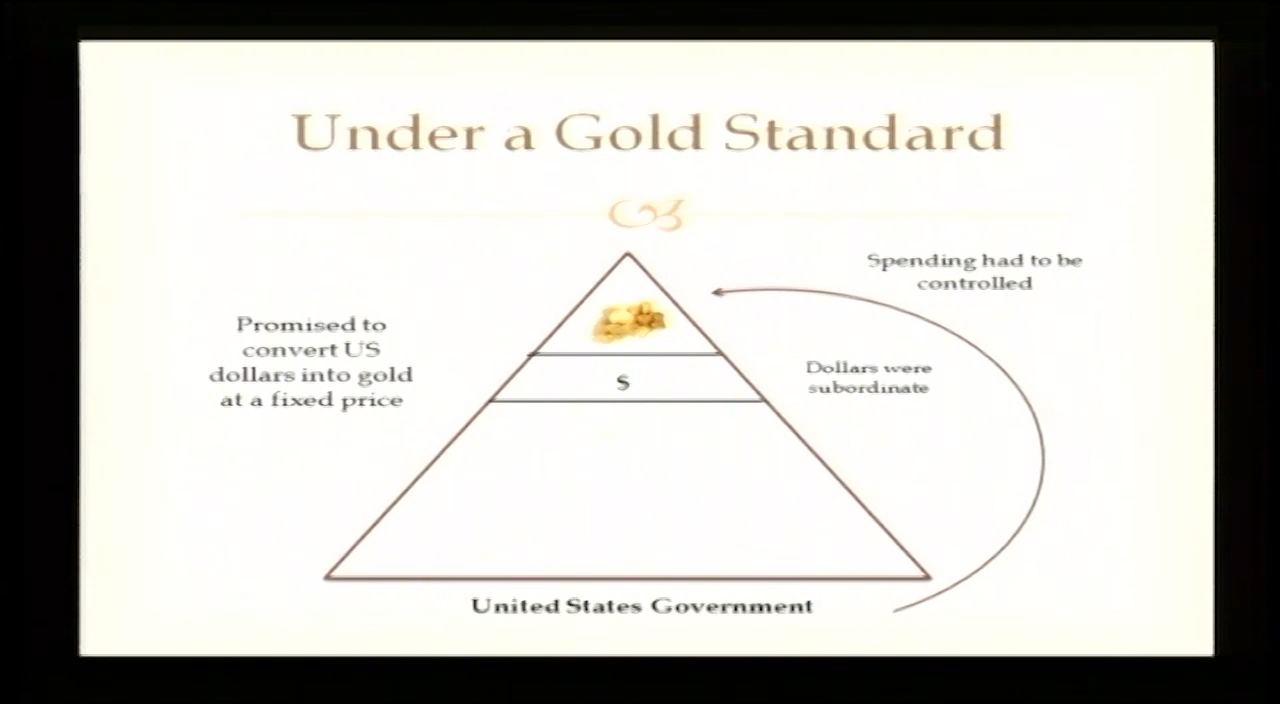 Under a Gold Standard
Spending had to be
controlled
Promised to
convert US
dollars into gold
at a fixed price
$
Dollars were
subordinate
United States Government